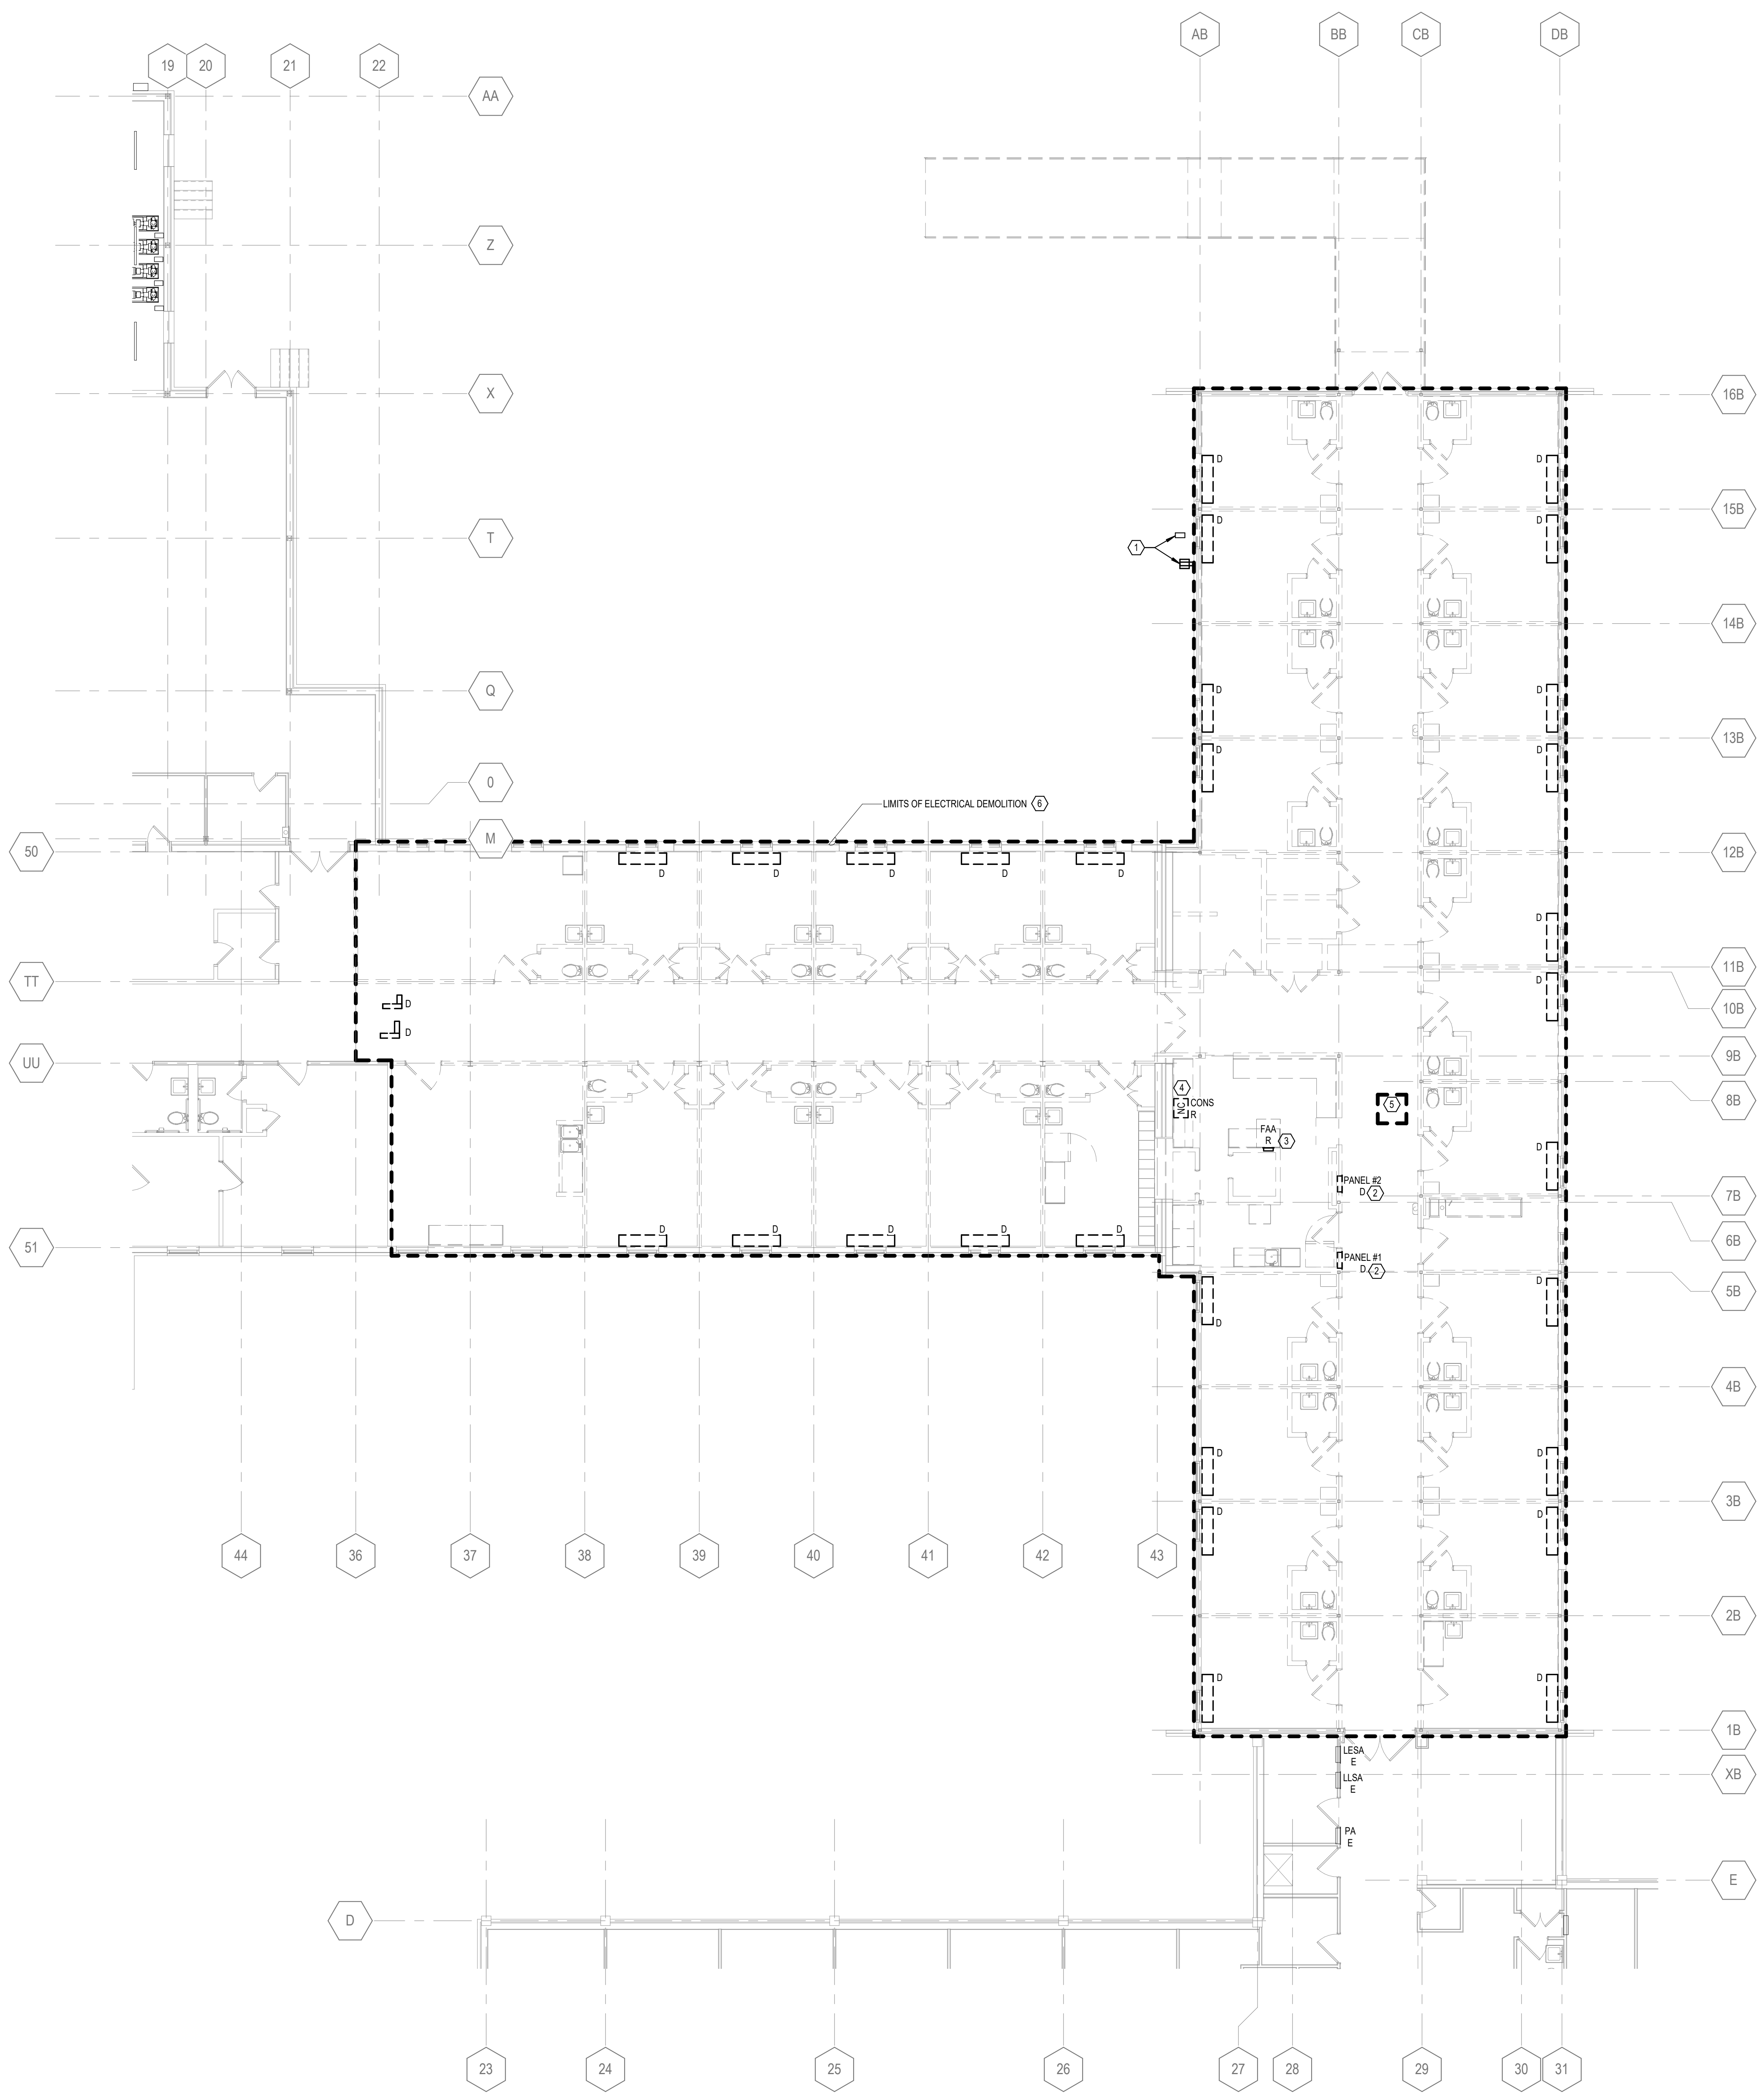 AB BB CB DB
19 20 21 22
AA
Z
X
16B
D D
15B
D D
T
1
14B
Q
D D
13B
D D
0
LIMITS OF ELECTRICAL DEMOLITION 6
M
50
12B
D D D D D
D
11B
TT
D
10B
D
D
9B
UU
4
CONS
NC
R
5
8B
FAA
R 3
D
PANEL #2
D 2
7B
D D D D D
6B
51
PANEL #1
D 2
D
5B
D
4B
D D
3B
D D
44 36 37 38 39 40 41 42 43
2B
D D
1B
LESA
E
XB
LLSA
E
PA
E
E
D
23 24 25 26 27 28 29 30 31